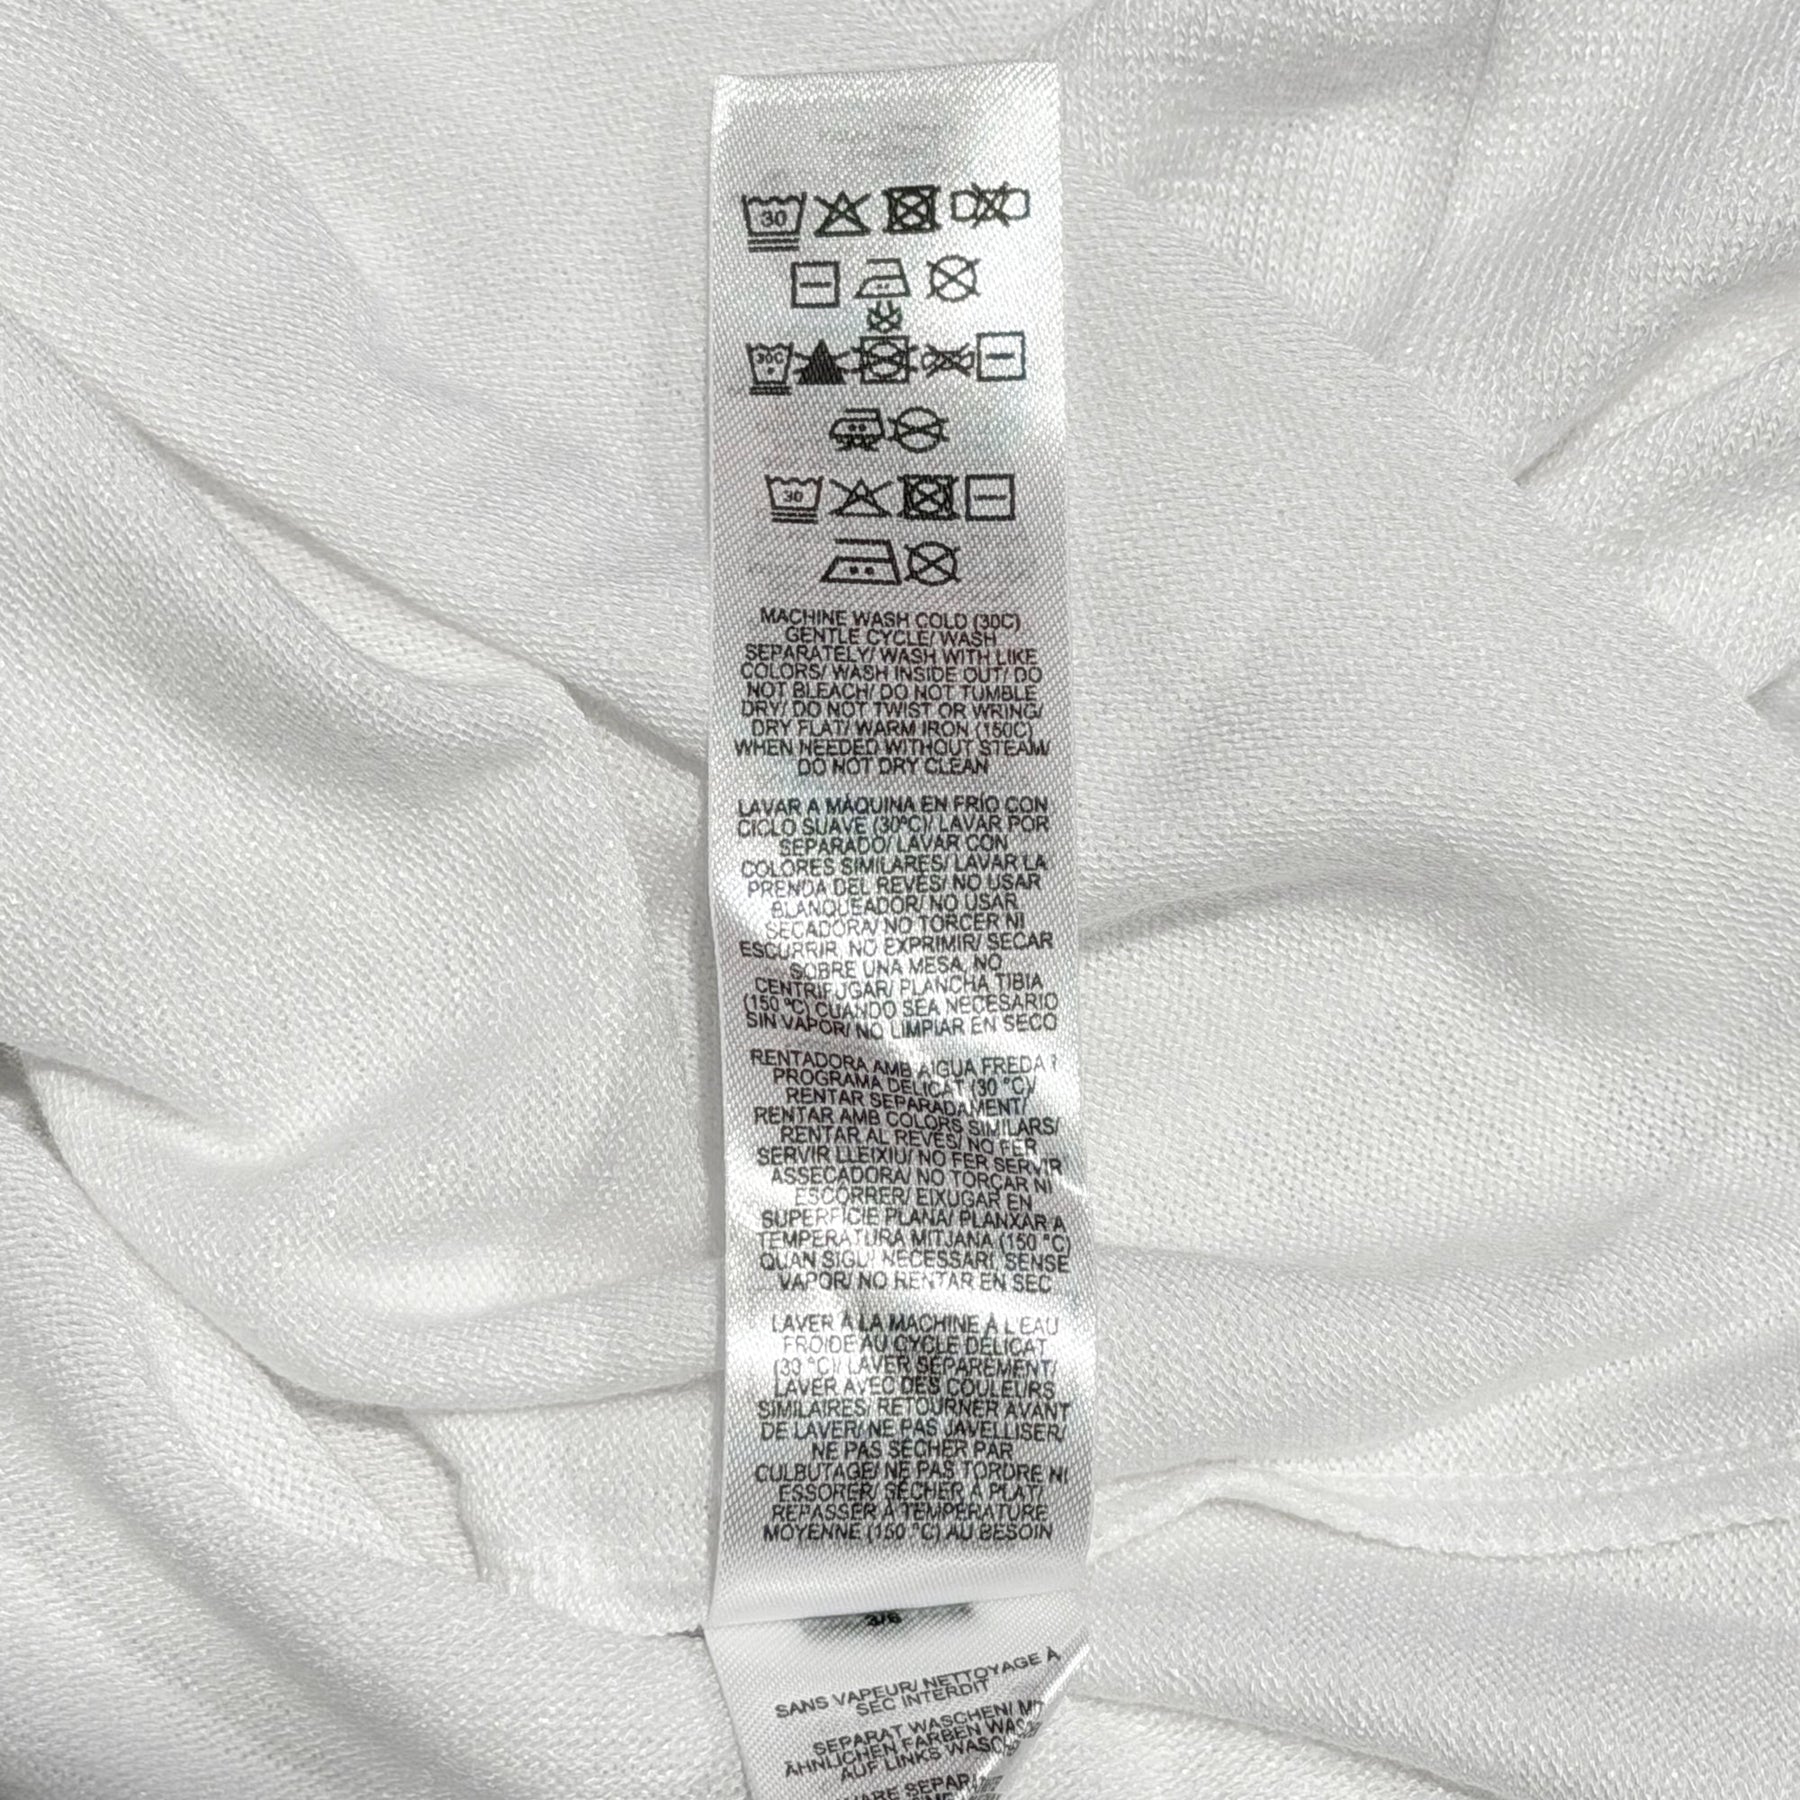 30
30C
30
MACHINE WASH COLD (30C)
GENTLE CYCLE/ WASH
SEPARATELY/ WASH WITH LIKE
COLORS/ WASH INSIDE OUT/ DO
NOT BLEACH/ DO NOT TUMBLE
DRY/ DO NOT TWIST OR WRING/
DRY FLAT/ WARM IRON (150C)
WHEN NEEDED WITHOUT STEAM/
DO NOT DRY CLEAN
LAVAR A MÁQUINA EN FRÍO CON
CICLO SUAVE (30ºC)/ LAVAR POR
SEPARADO/ LAVAR CON
COLORES SIMILARES/ LAVAR LA
PRENDA DEL REVÉS/ NO USAR
BLANQUEADOR/ NO USAR
SECADORA/ NO TORCER NI
ESCURRIR, NO EXPRIMIR/ SECAR
SOBRE UNA MESA, NO
CENTRIFUGAR/ PLANCHA TIBIA
(150 ºC) CUANDO SEA NECESARIO
SIN VAPOR/ NO LIMPIAR EN SECO
RENTADORA AMB AIGUA FREDA I
PROGRAMA DELICAT (30 °C)/
RENTAR SEPARADAMENT/
RENTAR AMB COLORS SIMILARS/
RENTAR AL REVÉS/ NO FER
SERVIR LLEIXIU/ NO FER SERVIR
ASSECADORA/ NO TORÇAR NI
ESCÓRRER/ EIXUGAR EN
SUPERFÍCIE PLANA/ PLANXAR A
TEMPERATURA MITJANA (150 °C)
QUAN SIGUI NECESSARI, SENSE
VAPOR/ NO RENTAR EN SEC
LAVER À LA MACHINE À L'EAU
FROIDE AU CYCLE DÉLICAT
(30 °C)/ LAVER SÉPARÉMENT/
LAVER AVEC DES COULEURS
SIMILAIRES/ RETOURNER AVANT
DE LAVER/ NE PAS JAVELLISER/
NE PAS SÉCHER PAR
CULBUTAGE/ NE PAS TORDRE NI
ESSORER/ SÉCHER À PLAT/
REPASSER À TEMPÉRATURE
MOYENNE (150 °C) AU BESOIN
3/8
SANS VAPEUR/ NETTOYAGE À
SEC INTERDIT
SEPARAT WASCHEN/
ÄHNLICHEN FARBEN
AUF LINKS